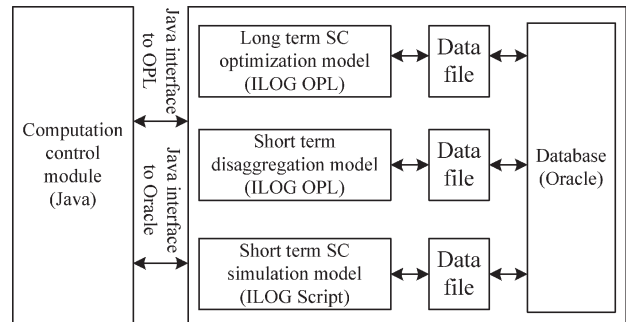 Computation
control
module
(Java)
Java interface
to OPL
Java interface
to Oracle
Long term SC
optimization model
(ILOG OPL)
Data
file
Short term
disaggregation model
(ILOG OPL)
Data
file
Short term SC
simulation model
(ILOG Script)
Data
file
Database
(Oracle)